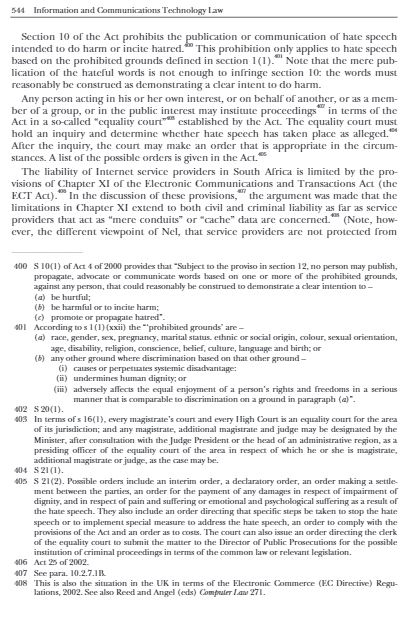 544 Information and Communications Technology Law
Section 10 of the Act prohibits the publication or communication of hate speech
intended to do harm or incite hatred.400 This prohibition only applies to hate speech
based on the prohibited grounds defined in section 1(1).401 Note that the mere pub-
lication of the hateful words is not enough to infringe section 10: the words must
reasonably be construed as demonstrating a clear intent to do harm.
Any person acting in his or her own interest, or on behalf of another, or as a mem-
ber of a group, or in the public interest may institute proceedings402 in terms of the
Act in a so-called “equality court”403 established by the Act. The equality court must
hold an inquiry and determine whether hate speech has taken place as alleged.404
After the inquiry, the court may make an order that is appropriate in the circum-
stances. A list of the possible orders is given in the Act.405
The liability of Internet service providers in South Africa is limited by the pro-
visions of Chapter XI of the Electronic Communications and Transactions Act (the
ECT Act).406 In the discussion of these provisions,407 the argument was made that the
limitations in Chapter XI extend to both civil and criminal liability as far as service
providers that act as “mere conduits” or “cache” data are concerned.408 (Note, how-
ever, the different viewpoint of Nel, that service providers are not protected from
400 S 10(1) of Act 4 of 2000 provides that “Subject to the proviso in section 12, no person may publish,
propagate, advocate or communicate words based on one or more of the prohibited grounds,
against any person, that could reasonably be construed to demonstrate a clear intention to –
(a) be hurtful;
(b) be harmful or to incite harm;
(c) promote or propagate hatred”.
401 According to s 1(1)(xxii) the “‘prohibited grounds’ are –
(a) race, gender, sex, pregnancy, marital status. ethnic or social origin, colour, sexual orientation,
age, disability, religion, conscience, belief, culture, language and birth; or
(b) any other ground where discrimination based on that other ground –
(i) causes or perpetuates systemic disadvantage:
(ii) undermines human dignity; or
(iii) adversely affects the equal enjoyment of a person’s rights and freedoms in a serious
manner that is comparable to discrimination on a ground in paragraph (a)”.
402 S 20(1).
403 In terms of s 16(1), every magistrate’s court and every High Court is an equality court for the area
of its jurisdiction; and any magistrate, additional magistrate and judge may be designated by the
Minister, after consultation with the Judge President or the head of an administrative region, as a
presiding officer of the equality court of the area in respect of which he or she is magistrate,
additional magistrate or judge, as the case may be.
404 S 21(1).
405 S 21(2). Possible orders include an interim order, a declaratory order, an order making a settle-
ment between the parties, an order for the payment of any damages in respect of impairment of
dignity, and in respect of pain and suffering or emotional and psychological suffering as a result of
the hate speech. They also include an order directing that specific steps be taken to stop the hate
speech or to implement special measure to address the hate speech, an order to comply with the
provisions of the Act and an order as to costs. The court can also issue an order directing the clerk
of the equality court to submit the matter to the Director of Public Prosecutions for the possible
institution of criminal proceedings in terms of the common law or relevant legislation.
406 Act 25 of 2002.
407 See para. 10.2.7.1B.
408 This is also the situation in the UK in terms of the Electronic Commerce (EC Directive) Regu-
lations, 2002. See also Reed and Angel (eds) Computer Law 271.